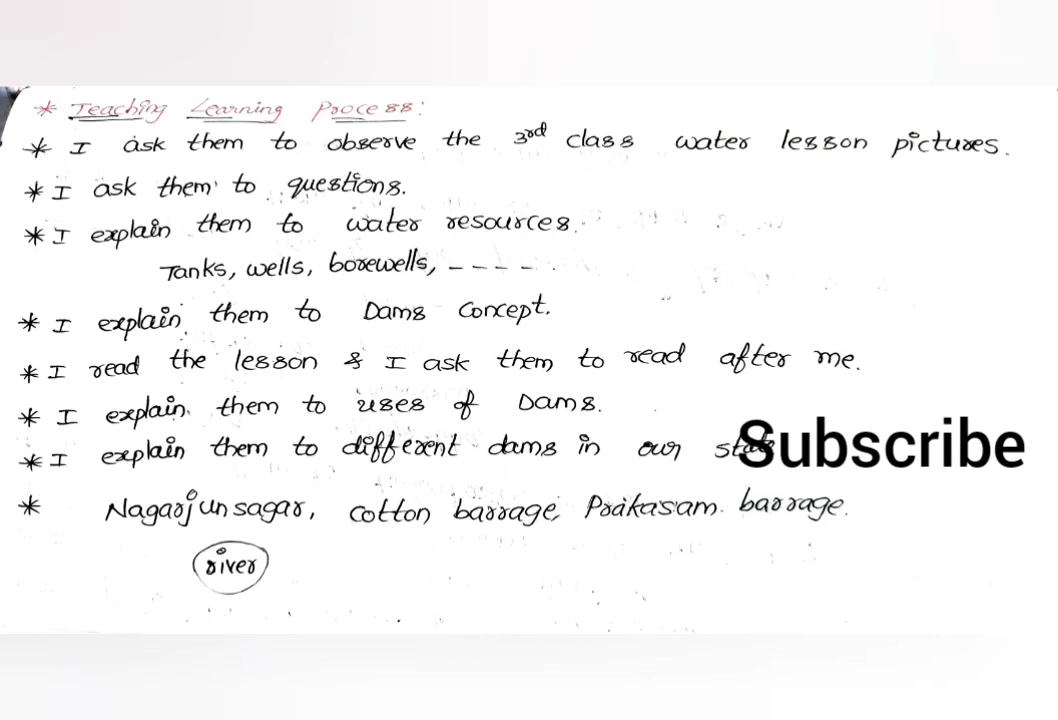 * Teaching Learning Process:
* I ask them to observe the 3rd class water lesson pictures.
* I ask them to questions.
* I explain them to water resources.
Tanks, wells, borewells, - - - - .
* I explain them to Dams Concept.
* I read the lesson & I ask them to read after me.
* I explain them to uses of Dams.
* I explain them to different dams in our
Subscribe
* Nagarjunsagar, cotton barrage, Prakasam barrage.
river